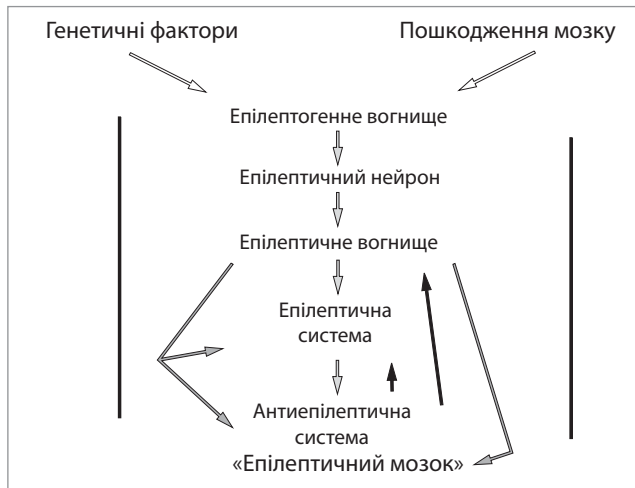 Генетичні фактори
Пошкодження мозку
Епілептогенне вогнище
Епілептичний нейрон
Епілептичне вогнище
Епілептична
система
Антиепілептична
система
«Епілептичний мозок»